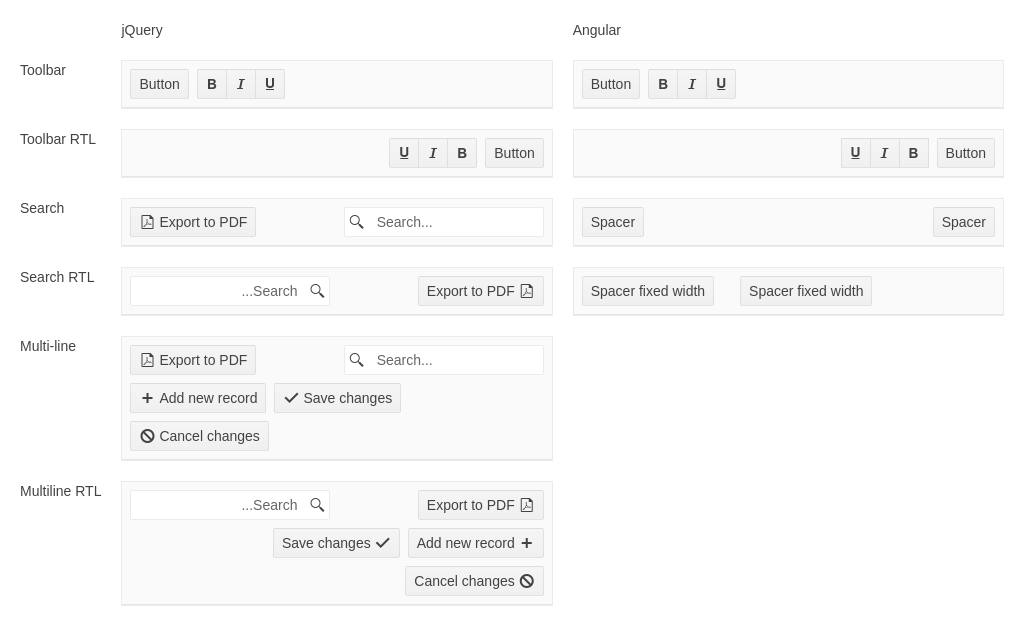 jQuery Angular
Toolbar Button B I U Button B I U
Toolbar RTL U I B Button U I B Button
Search Export to PDF Search... Spacer Spacer
Search RTL ...Search Export to PDF Spacer fixed width Spacer fixed width
Multi-line Export to PDF Search...
Add new record Save changes
Cancel changes
Multiline RTL ...Search Export to PDF
Save changes Add new record
Cancel changes